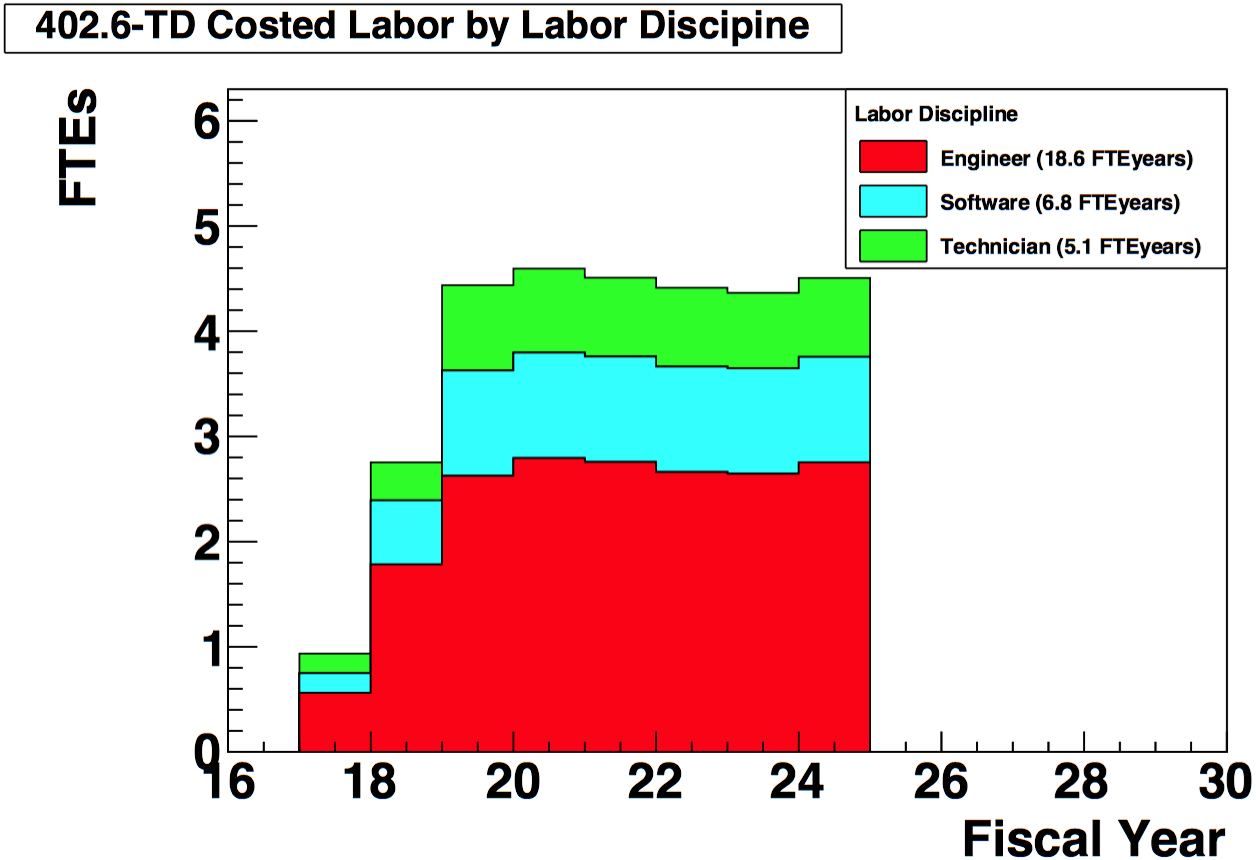 402.6-TD Costed Labor by Labor Discipine
FTEs
Labor Discipline
Engineer (18.6 FTEyears)
Software (6.8 FTEyears)
Technician (5.1 FTEyears)
6
5
4
3
2
1
0
16 18 20 22 24 26 28 30
Fiscal Year